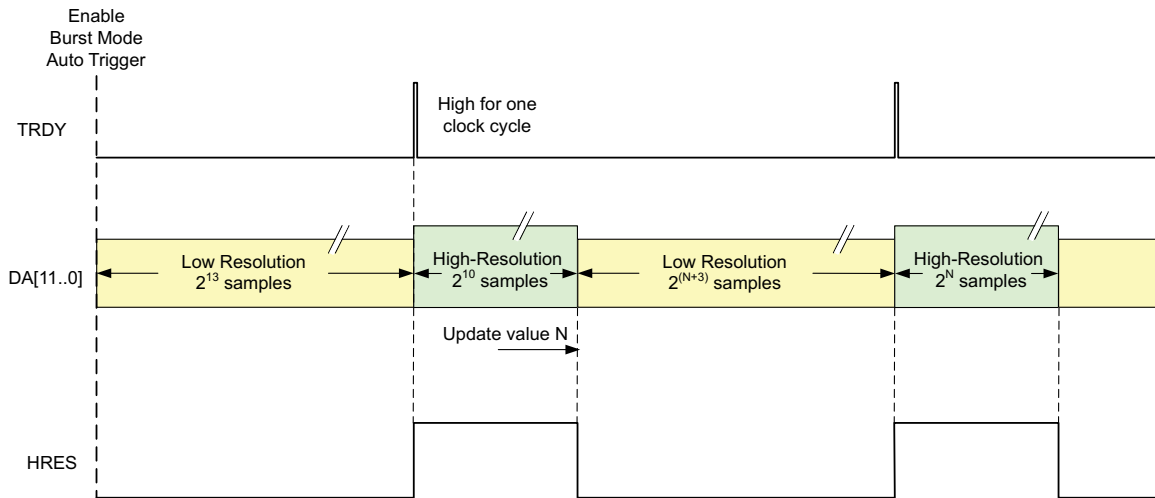 Enable
Burst Mode
Auto Trigger
TRDY
High for one
clock cycle
DA[11..0]
Low Resolution
2^13 samples
High-Resolution
2^10 samples
Low Resolution
2^(N+3) samples
High-Resolution
2^N samples
Update value N
HRES